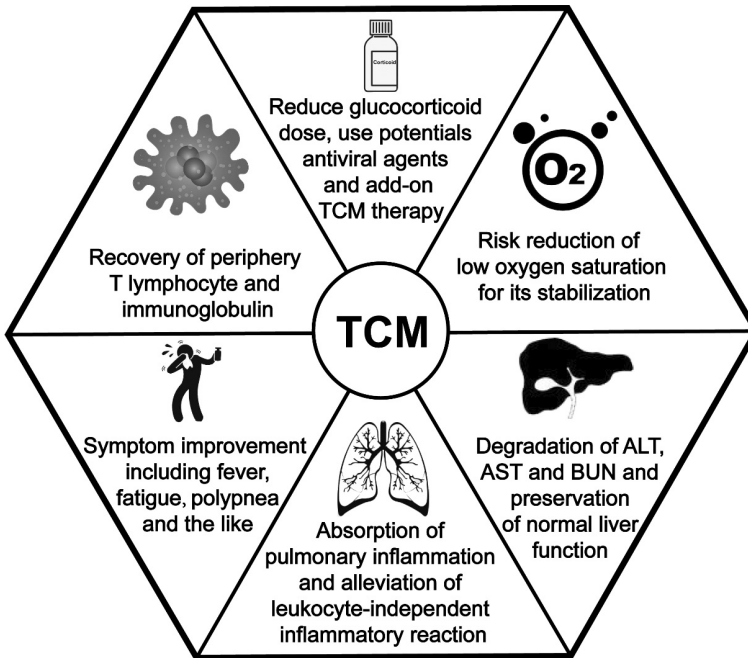 Corticoid
Reduce glucocorticoid
dose, use potentials
antiviral agents
and add-on
TCM therapy
O2
Risk reduction of
low oxygen saturation
for its stabilization
Recovery of periphery
T lymphocyte and
immunoglobulin
TCM
Symptom improvement
including fever,
fatigue, polypnea
and the like
Absorption of
pulmonary inflammation
and alleviation of
leukocyte-independent
inflammatory reaction
Degradation of ALT,
AST and BUN and
preservation
of normal liver
function